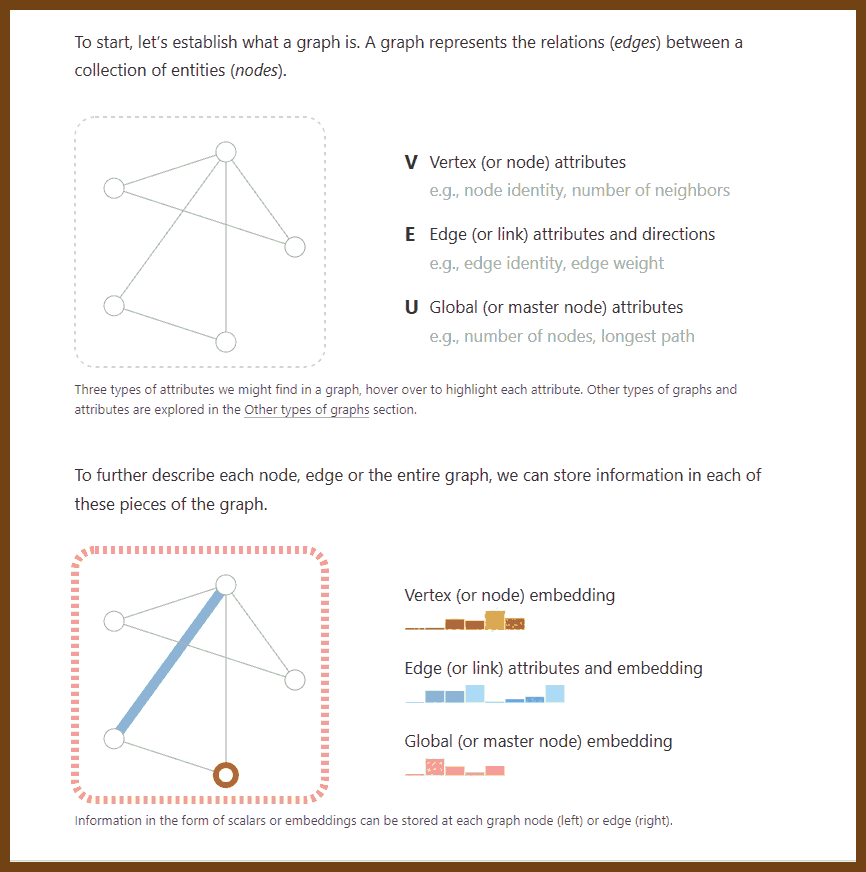 To start, let’s establish what a graph is. A graph represents the relations (edges) between a
collection of entities (nodes).
V Vertex (or node) attributes
e.g., node identity, number of neighbors
E Edge (or link) attributes and directions
e.g., edge identity, edge weight
U Global (or master node) attributes
e.g., number of nodes, longest path
Three types of attributes we might find in a graph, hover over to highlight each attribute. Other types of graphs and
attributes are explored in the Other types of graphs section.
To further describe each node, edge or the entire graph, we can store information in each of
these pieces of the graph.
Vertex (or node) embedding
Edge (or link) attributes and embedding
Global (or master node) embedding
Information in the form of scalars or embeddings can be stored at each graph node (left) or edge (right).